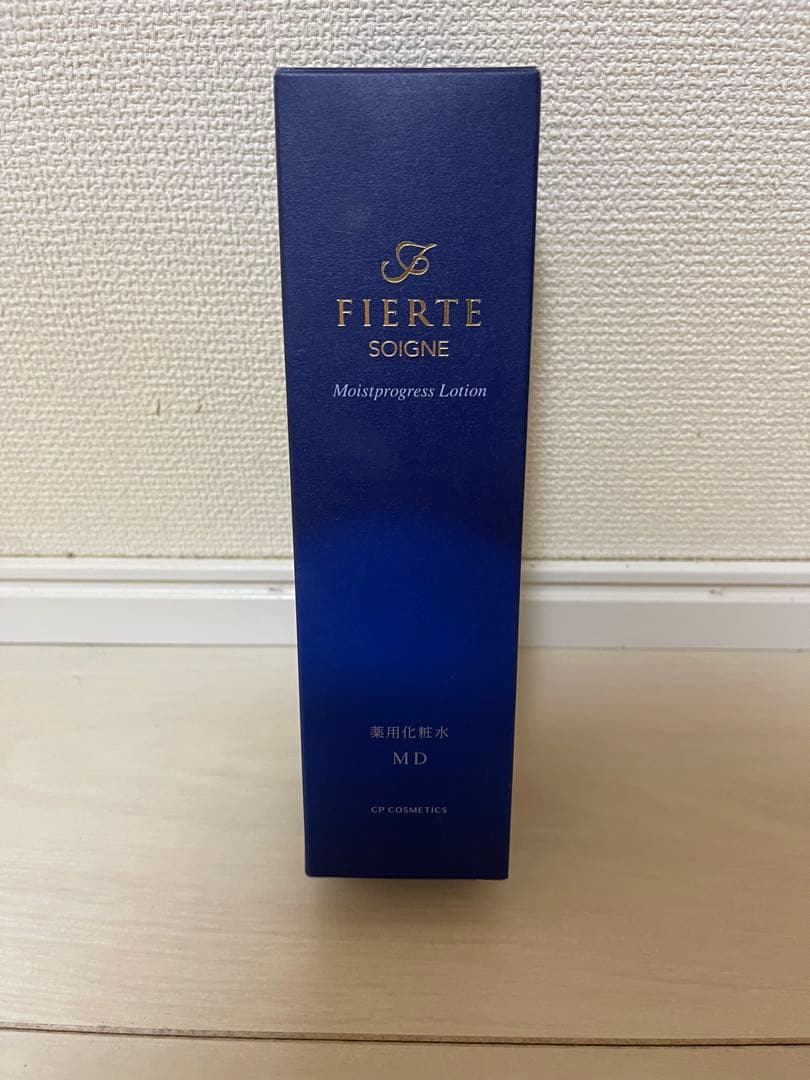 FIERTE
SOIGNE
Moistprogress Lotion
薬用化粧水
MD
CP COSMETICS